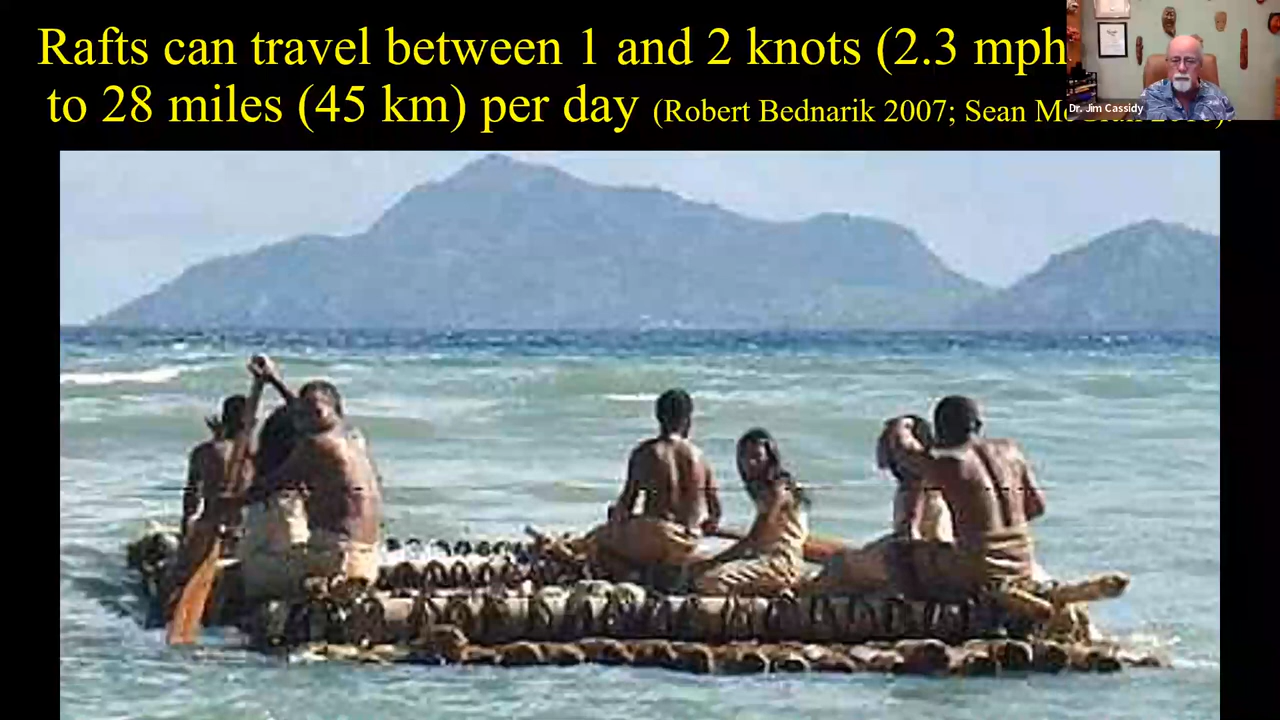 Rafts can travel between 1 and 2 knots (2.3 mph
to 28 miles (45 km) per day (Robert Bednarik 2007; Sean
Dr. Jim Cassidy